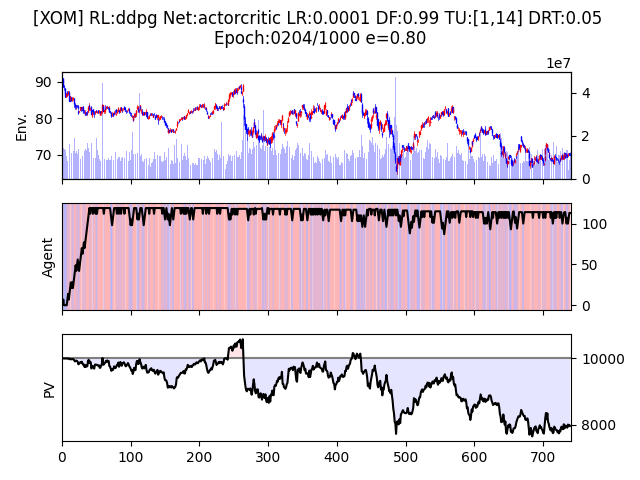 [XOM] RL:ddpg Net:actorcritic LR:0.0001 DF:0.99 TU:[1,14] DRT:0.05
Epoch:0204/1000 e=0.80
1e7
90
80
70
Env.
4
2
0
Agent
100
50
0
PV
10000
8000
0 100 200 300 400 500 600 700